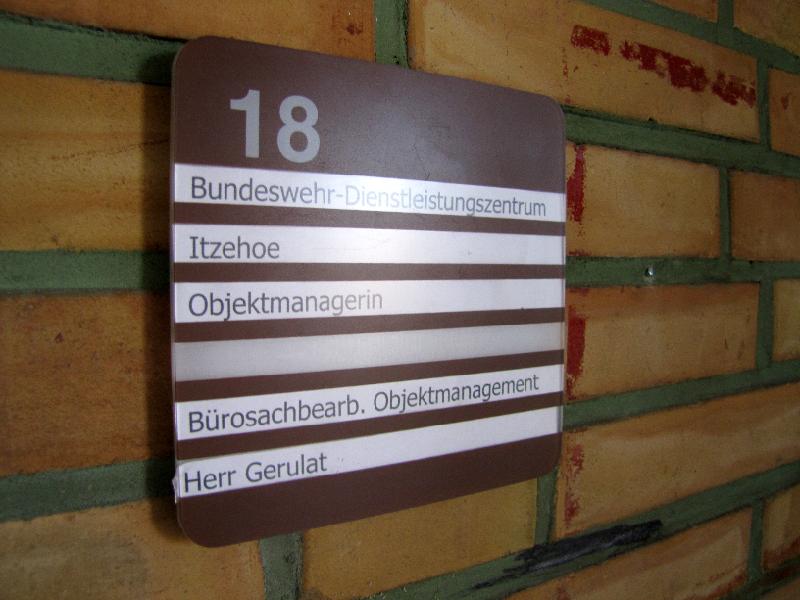 18
Bundeswehr-Dienstleistungszentrum
Itzehoe
Objektmanagerin
Bürosachbearb. Objektmanagement
Herr Gerulat